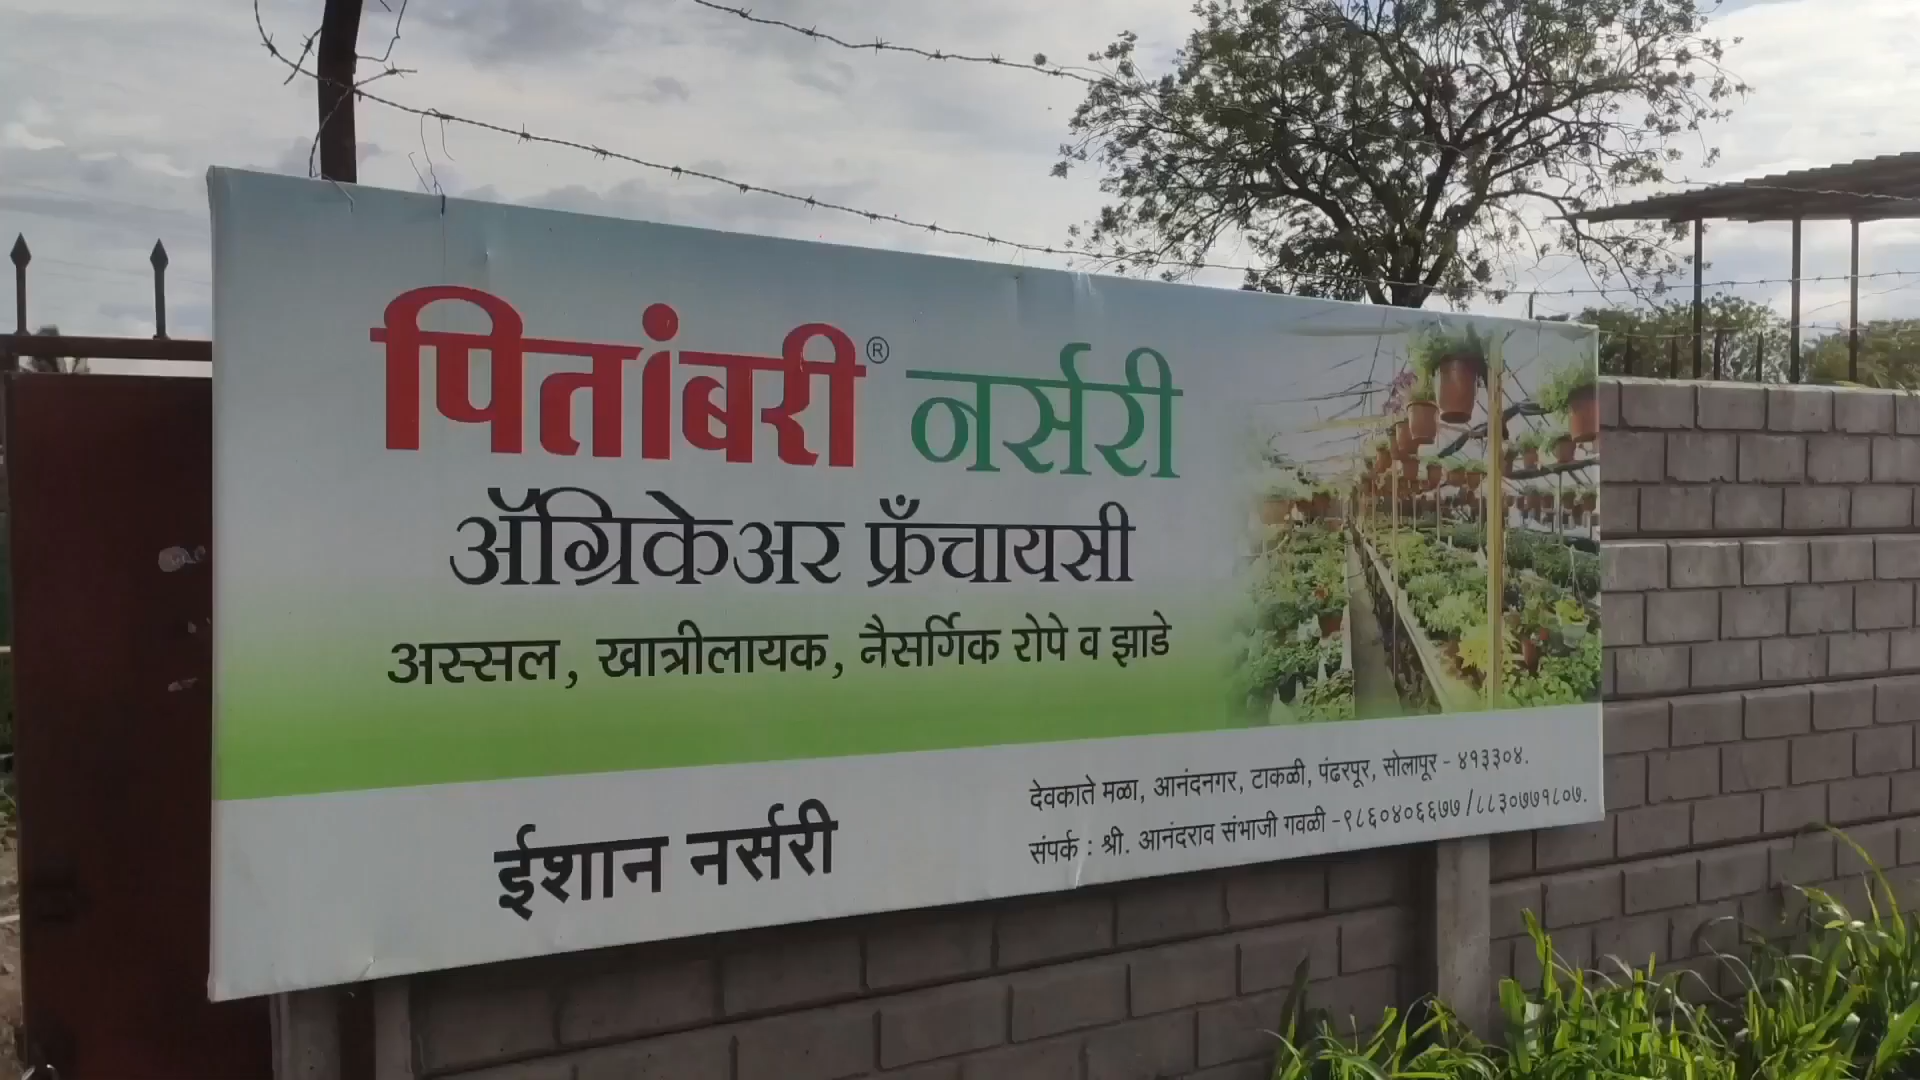 पितांबरी® नर्सरी
ॲग्रिकेअर फ्रँचायसी
अस्सल, खात्रीलायक, नैसर्गिक रोपे व झाडे
ईशान नर्सरी
देवकाते मळा, आनंदनगर, टाकळी, पंढरपूर, सोलापूर - ४१३३०४.
संपर्क : श्री. आनंदराव संभाजी गवळी -९८६०४०६६७७ /८८३०७७१८०७.